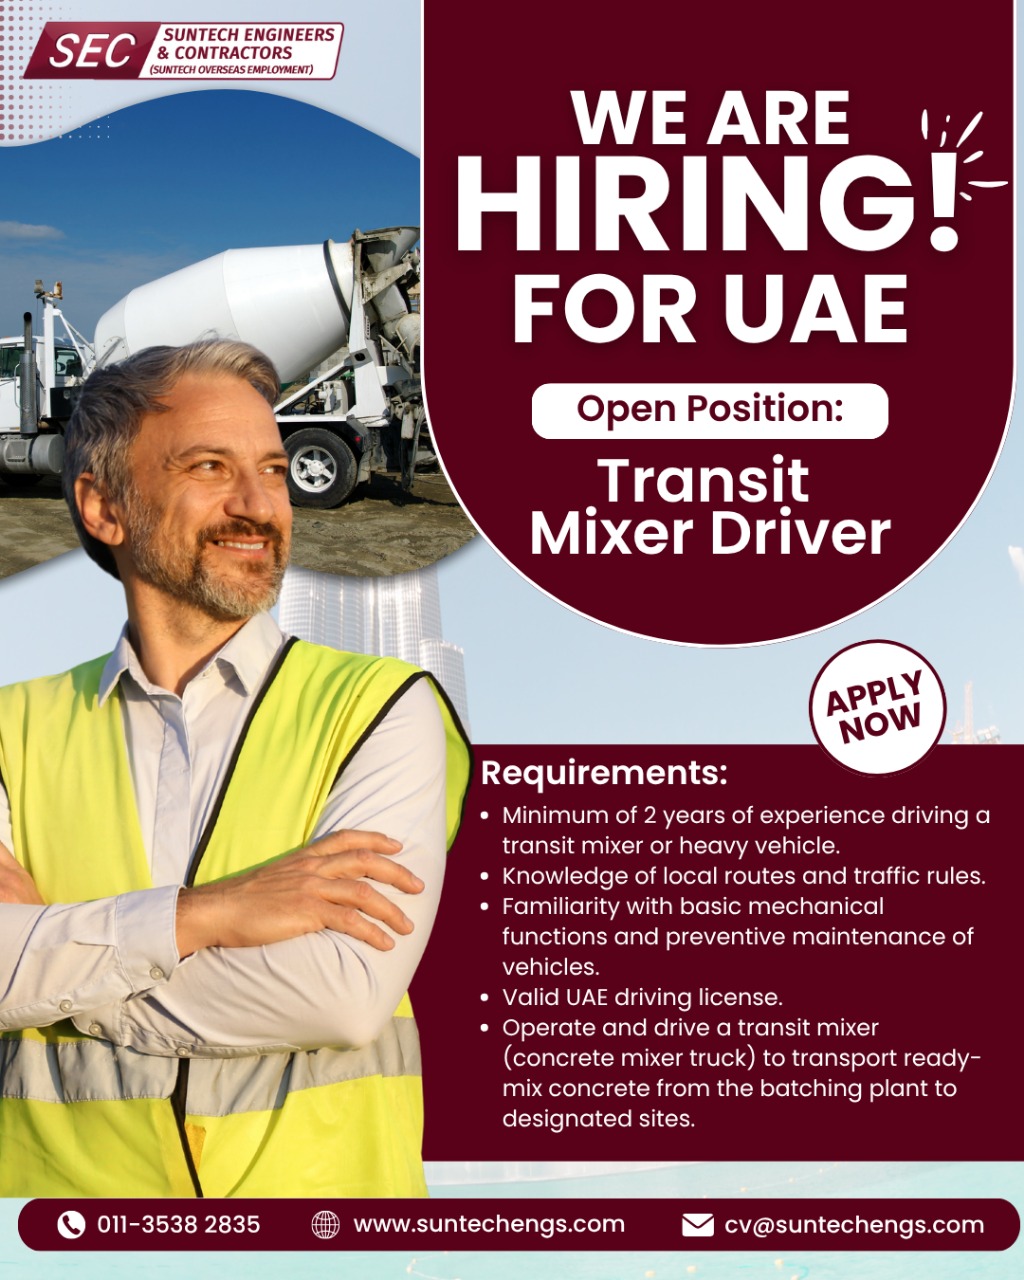 SEC
SUNTECH ENGINEERS
& CONTRACTORS
(SUNTECH OVERSEAS EMPLOYMENT)
WE ARE
HIRING!
FOR UAE
Open Position:
Transit
Mixer Driver
APPLY
NOW
Requirements:
• Minimum of 2 years of experience driving a
transit mixer or heavy vehicle.
• Knowledge of local routes and traffic rules.
• Familiarity with basic mechanical
functions and preventive maintenance of
vehicles.
• Valid UAE driving license.
• Operate and drive a transit mixer
(concrete mixer truck) to transport ready-
mix concrete from the batching plant to
designated sites.
011-3538 2835
www.suntechengs.com
cv@suntechengs.com